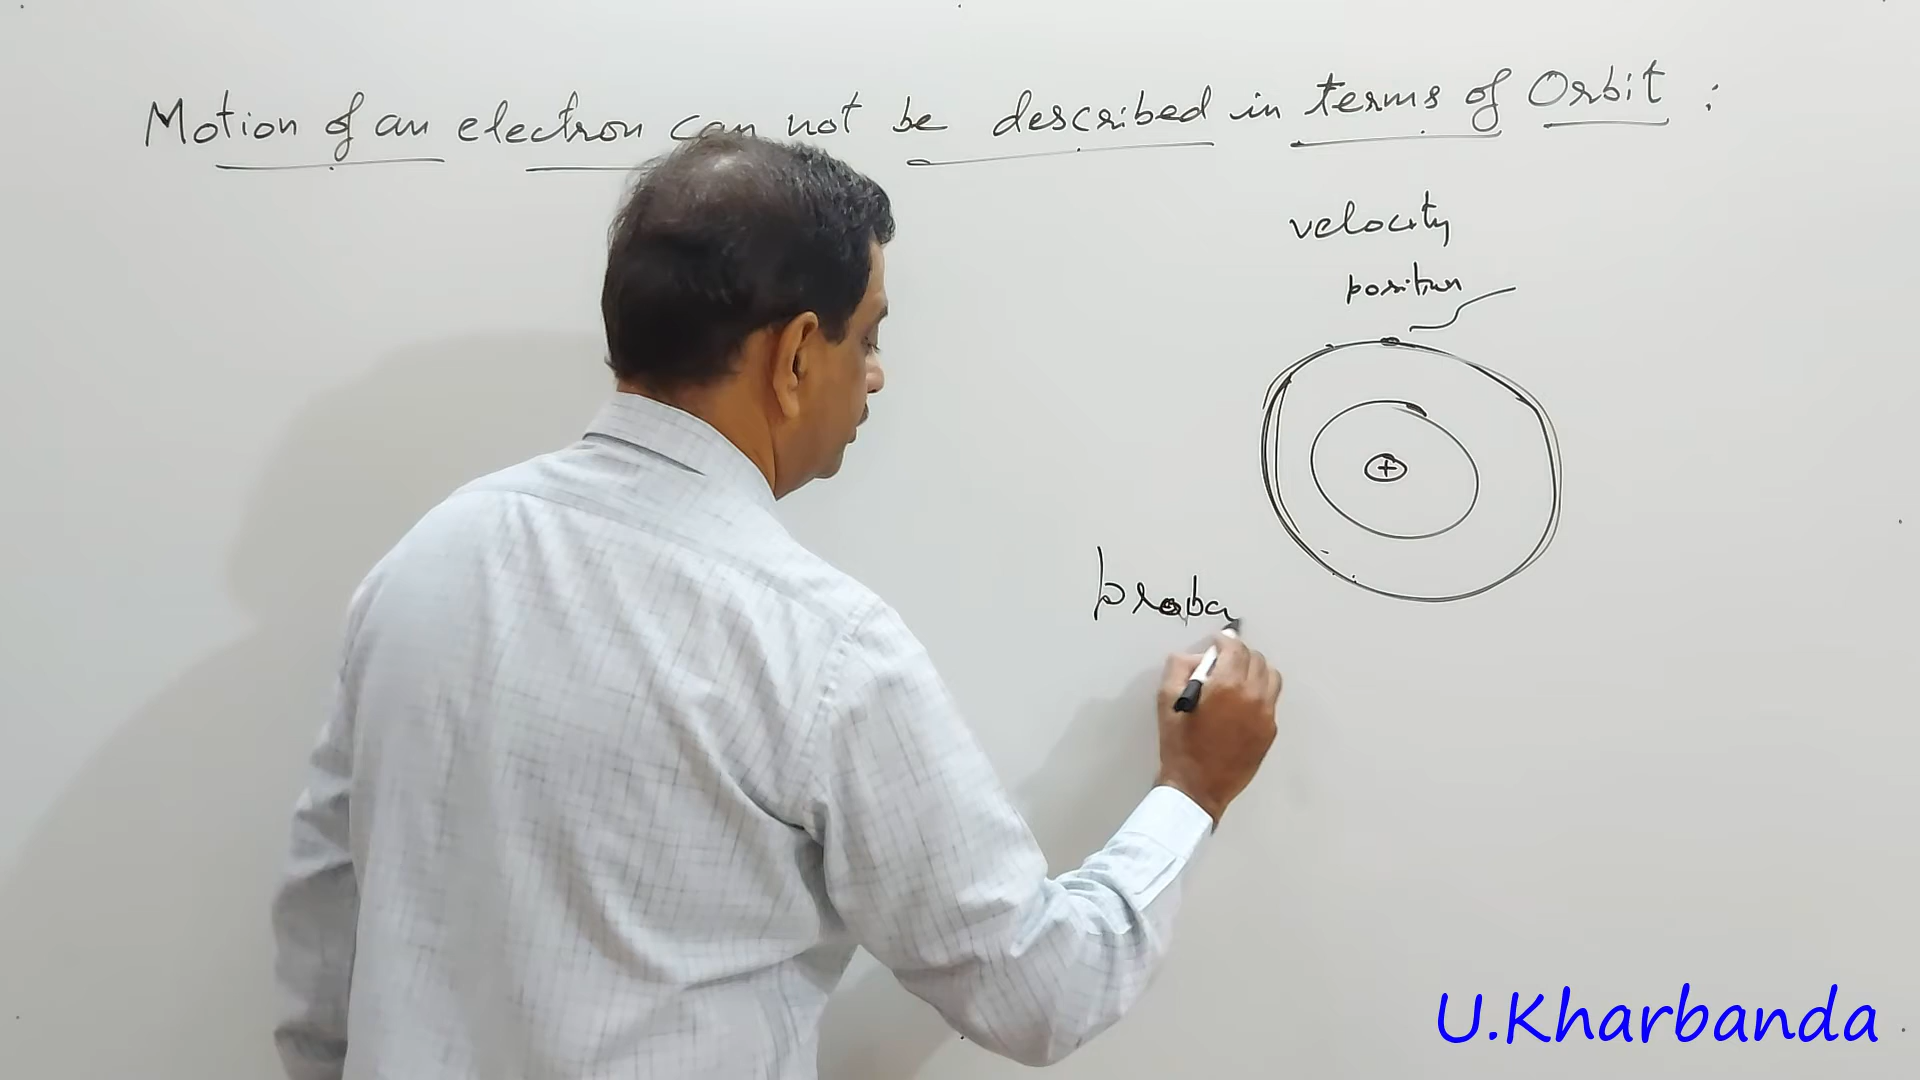 Motion of an electron can not be described in terms of Orbit :
velocity
position
+
proba
U.Kharbanda